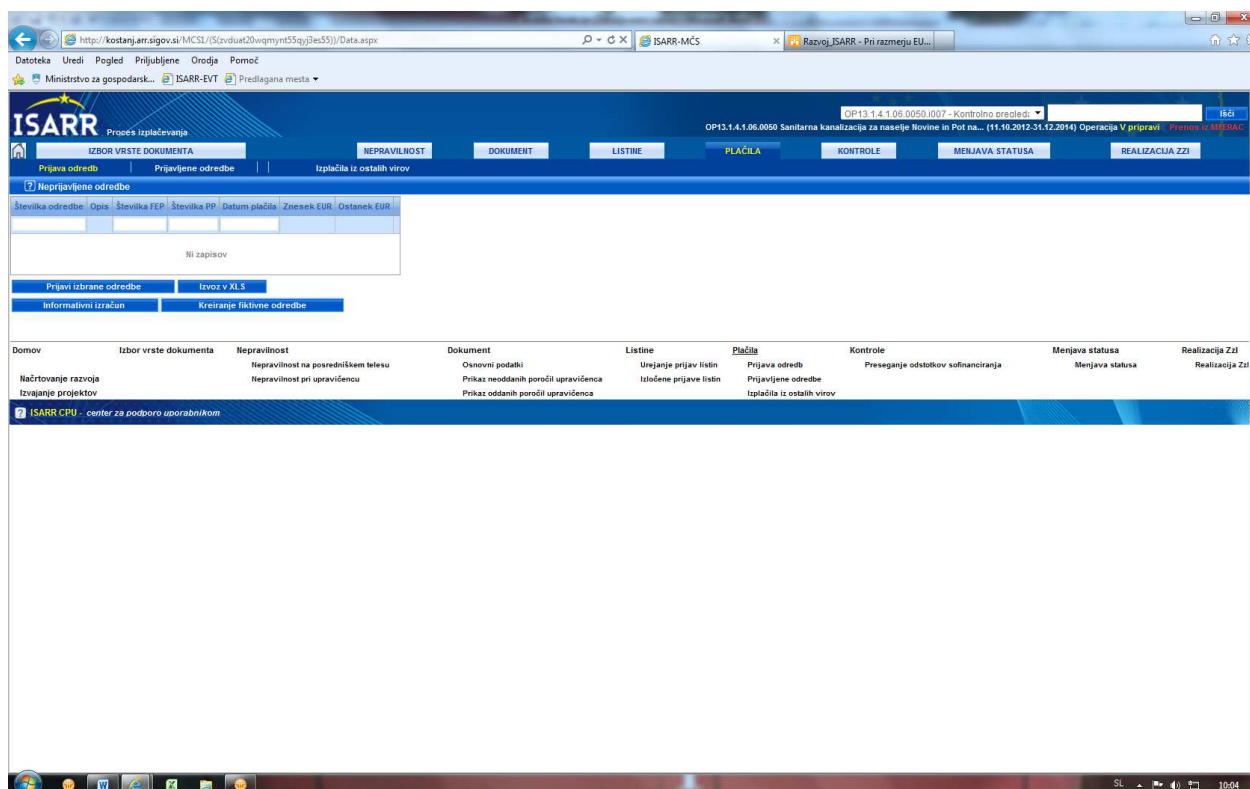 http://kostanj.arr.sigov.si/MCS1/(S(zvduat20wqmynt55qyj3es55))/Data.aspx
ISARR-MČS
Razvoj_ISARR - Pri razmerju EU...
Datoteka Uredi Pogled Priljubljene Orodja Pomoč
Ministrstvo za gospodarsk... ISARR-EVT Predlagana mesta
ISARR Proces izplačevanja
OP13.1.4.1.06.0050.I007 - Kontrolno pregled: Išči
OP13.1.4.1.06.0050 Sanitarna kanalizacija za naselje Novine in Pot na... (11.10.2012-31.12.2014) Operacija V pripravi Prenos iz MFERAC
IZBOR VRSTE DOKUMENTA NEPRAVILNOST DOKUMENT LISTINE PLAČILA KONTROLE MENJAVA STATUSA REALIZACIJA ZZI
Prijava odredb Prijavljene odredbe Izplačila iz ostalih virov
? Neprijavljene odredbe
Številka odredbe Opis Številka FEP Številka PP Datum plačila Znesek EUR Ostanek EUR
Ni zapisov
Prijavi izbrane odredbe Izvoz v XLS
Informativni izračun Kreiranje fiktivne odredbe
Domov Izbor vrste dokumenta Nepravilnost Dokument Listine Plačila Kontrole Menjava statusa Realizacija ZzI
Nepravilnost na posredniškem telesu Osnovni podatki Urejanje prijav listin Prijava odredb Preseganje odstotkov sofinanciranja Menjava statusa Realizacija ZzI
Načrtovanje razvoja Nepravilnost pri upravičencu Prikaz neoddanih poročil upravičenca Izločene prijave listin Prijavljene odredbe
Izvajanje projektov Prikaz oddanih poročil upravičenca Izplačila iz ostalih virov
? ISARR CPU - center za podporo uporabnikom
SL 10:04